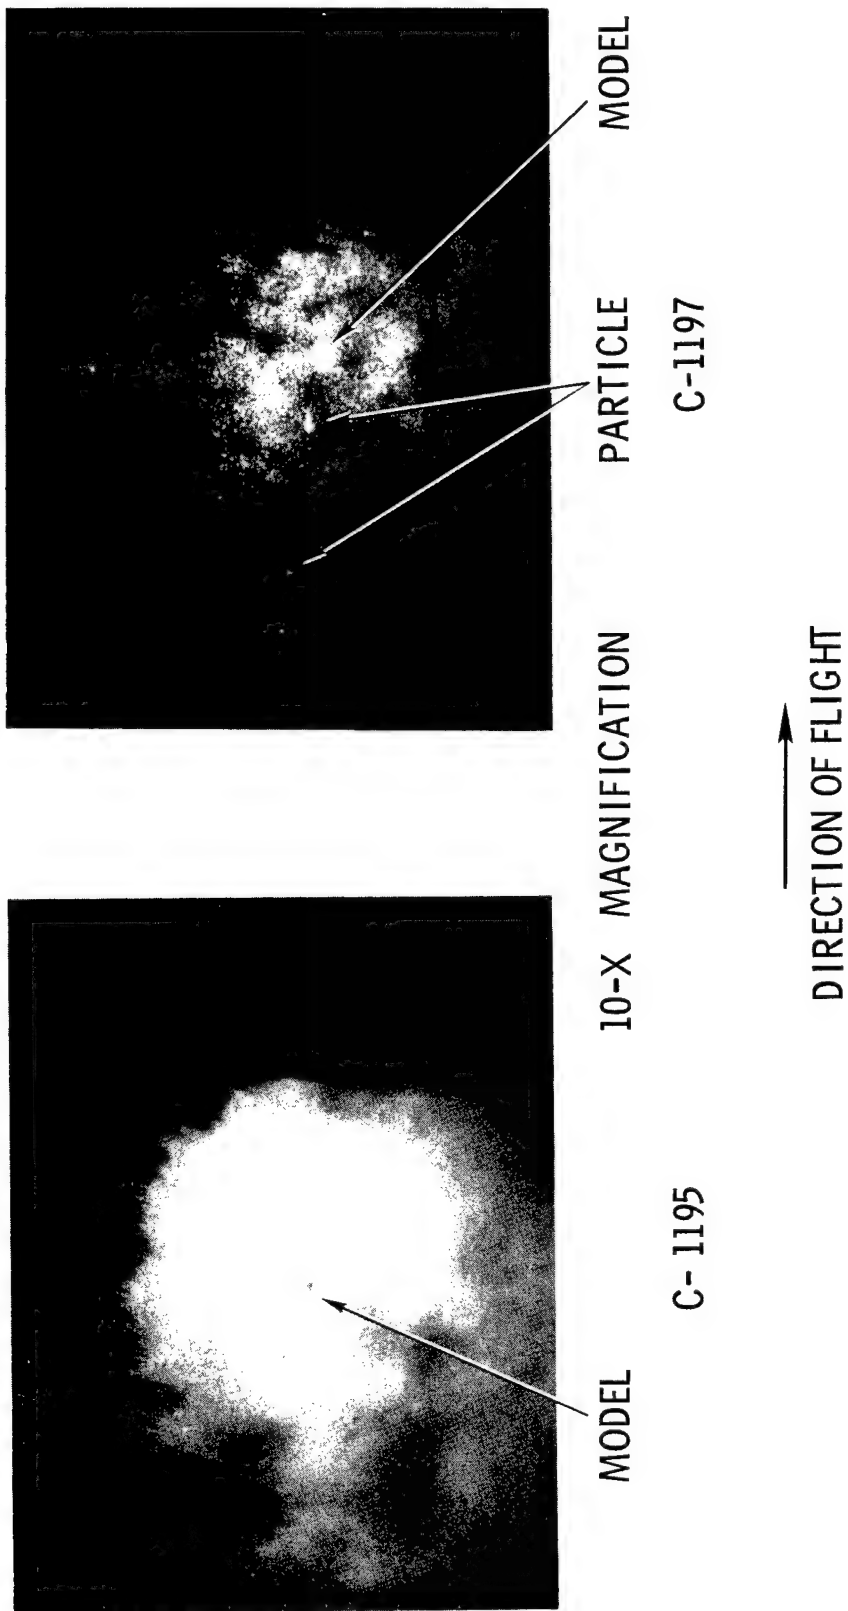 MODEL
C-1195
10-X MAGNIFICATION
PARTICLE
MODEL
C-1197
DIRECTION OF FLIGHT